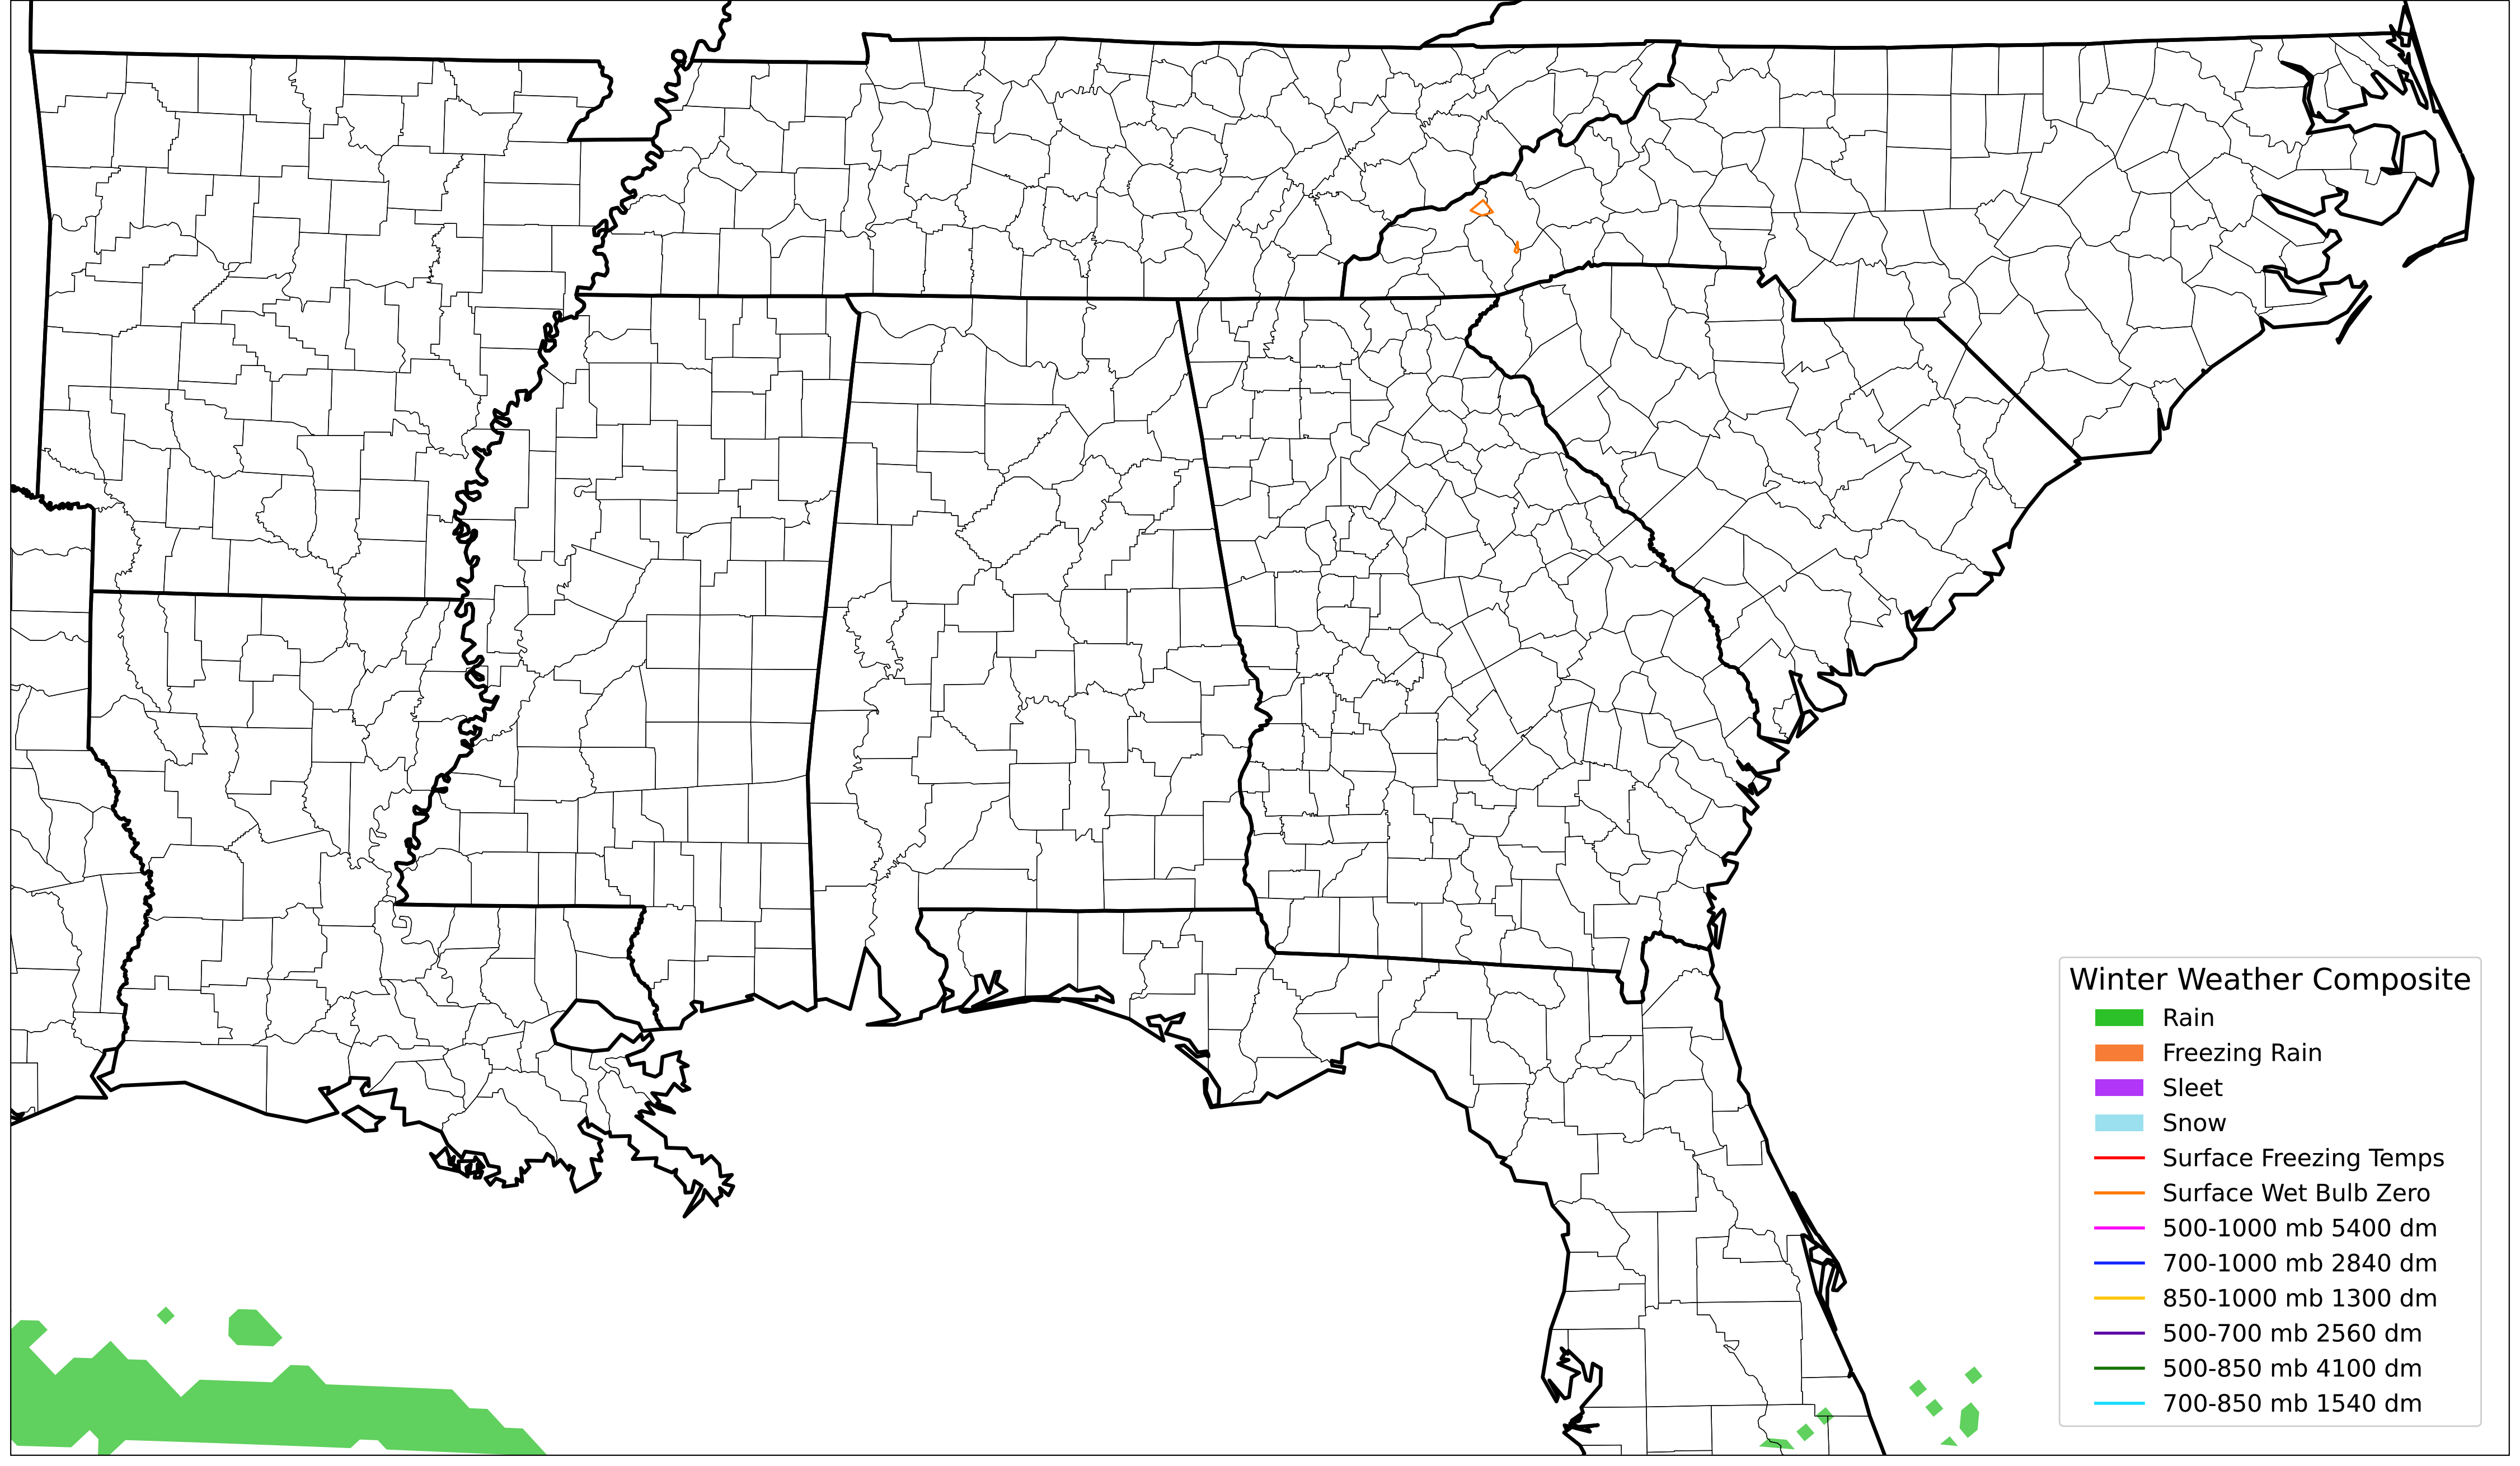 Winter Weather Composite
Rain
Freezing Rain
Sleet
Snow
Surface Freezing Temps
Surface Wet Bulb Zero
500-1000 mb 5400 dm
700-1000 mb 2840 dm
850-1000 mb 1300 dm
500-700 mb 2560 dm
500-850 mb 4100 dm
700-850 mb 1540 dm